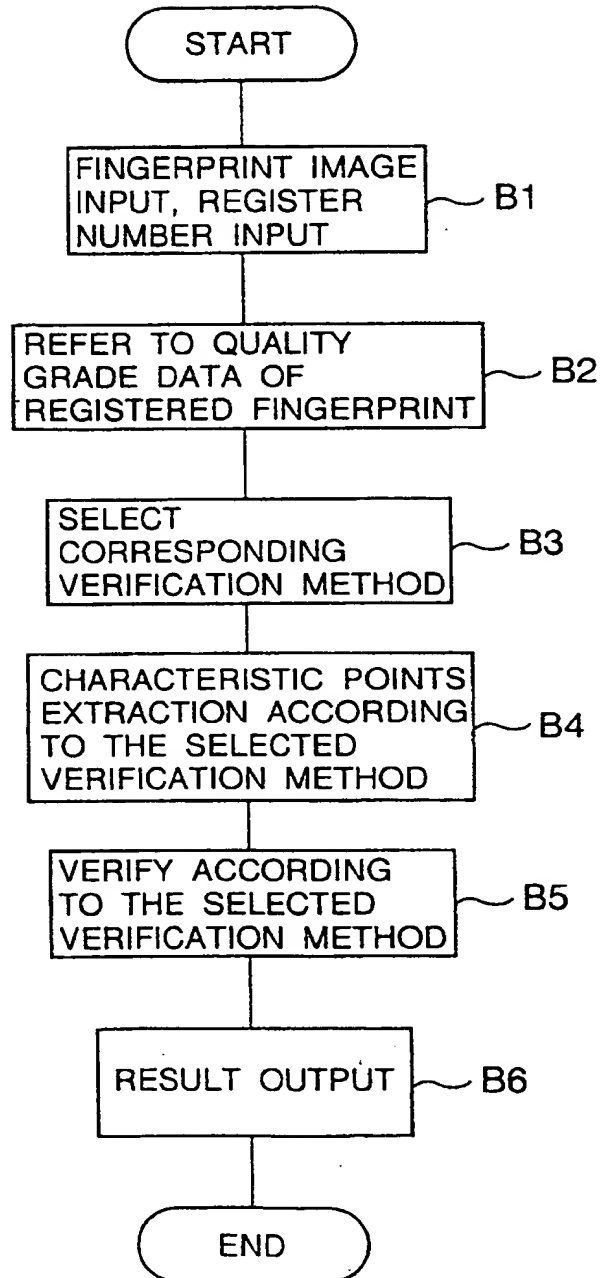 START
FINGERPRINT IMAGE
INPUT, REGISTER
NUMBER INPUT
B1
REFER TO QUALITY
GRADE DATA OF
REGISTERED FINGERPRINT
B2
SELECT
CORRESPONDING
VERIFICATION METHOD
B3
CHARACTERISTIC POINTS
EXTRACTION ACCORDING
TO THE SELECTED
VERIFICATION METHOD
B4
VERIFY ACCORDING
TO THE SELECTED
VERIFICATION METHOD
B5
RESULT OUTPUT
B6
END